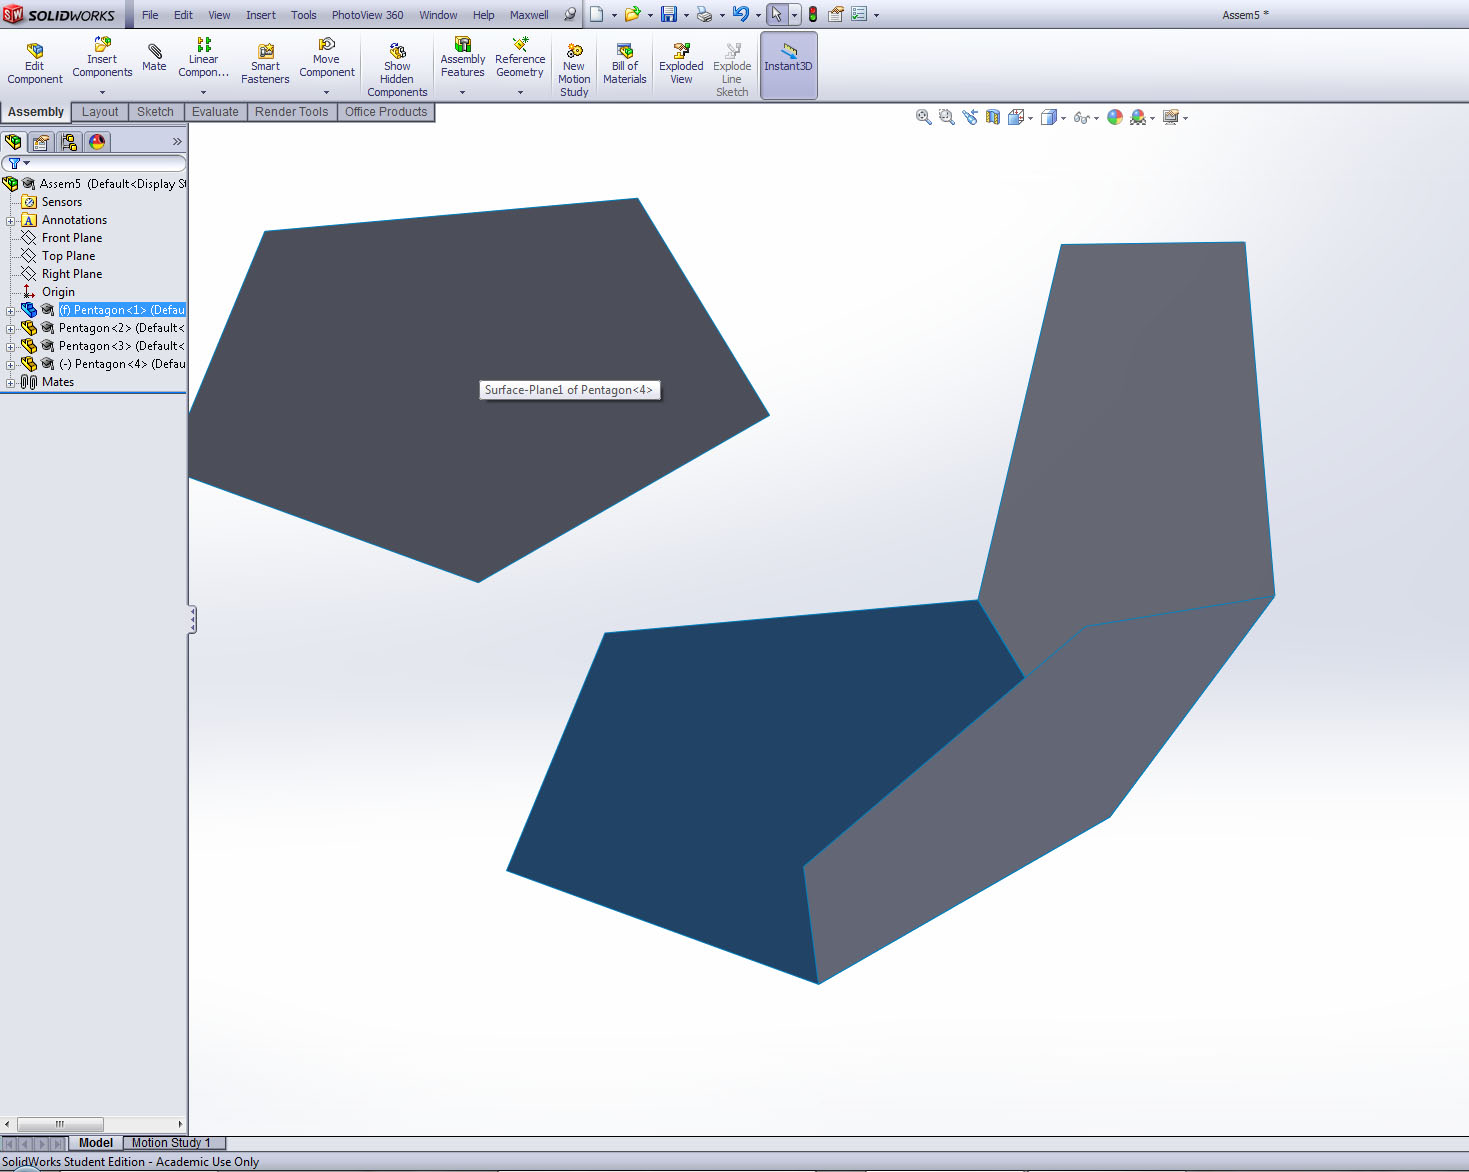 SW SOLIDWORKS File Edit View Insert Tools PhotoView 360 Window Help Maxwell Assem5 *
Edit Component
Insert Components
Mate
Linear Compon...
Smart Fasteners
Move Component
Show Hidden Components
Assembly Features
Reference Geometry
New Motion Study
Bill of Materials
Exploded View
Explode Line Sketch
Instant3D
Assembly Layout Sketch Evaluate Render Tools Office Products
Assem5 (Default<Display St
Sensors
A Annotations
Front Plane
Top Plane
Right Plane
Origin
(f) Pentagon<1> (Defau
Pentagon<2> (Default<
Pentagon<3> (Default<
(-) Pentagon<4> (Defau
Mates
Surface-Plane1 of Pentagon<4>
Model Motion Study 1
SolidWorks Student Edition - Academic Use Only